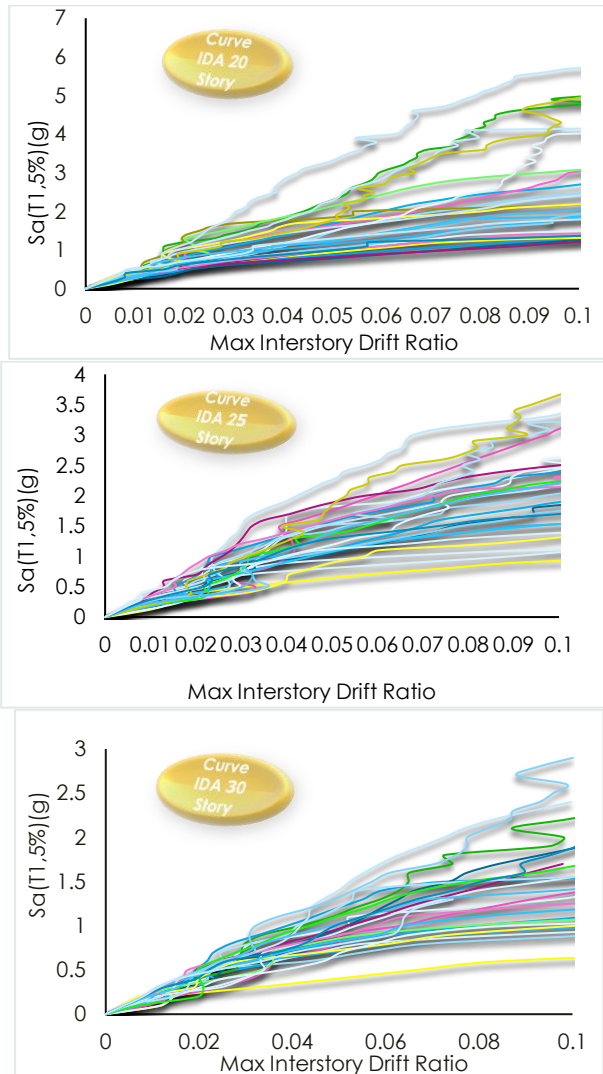 Curve
IDA 20
Story
7
6
5
4
3
2
1
0
Sa(T1,5%)(g)
0 0.01 0.02 0.03 0.04 0.05 0.06 0.07 0.08 0.09 0.1
Max Interstory Drift Ratio
Curve
IDA 25
Story
4
3.5
3
2.5
2
1.5
1
0.5
0
Sa(T1,5%)(g)
0 0.01 0.02 0.03 0.04 0.05 0.06 0.07 0.08 0.09 0.1
Max Interstory Drift Ratio
Curve
IDA 30
Story
3
2.5
2
1.5
1
0.5
0
Sa(T1,5%)(g)
0 0.02 0.04 0.06 0.08 0.1
Max Interstory Drift Ratio